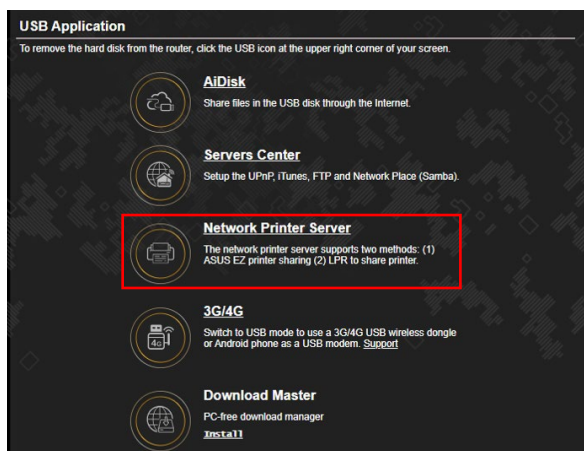 USB Application
To remove the hard disk from the router, click the USB icon at the upper right corner of your screen.
AiDisk
Share files in the USB disk through the Internet.
Servers Center
Setup the UPnP, iTunes, FTP and Network Place (Samba).
Network Printer Server
The network printer server supports two methods: (1)
ASUS EZ printer sharing (2) LPR to share printer.
3G/4G
4G
Switch to USB mode to use a 3G/4G USB wireless dongle
or Android phone as a USB modem. Support
Download Master
PC-free download manager
Install